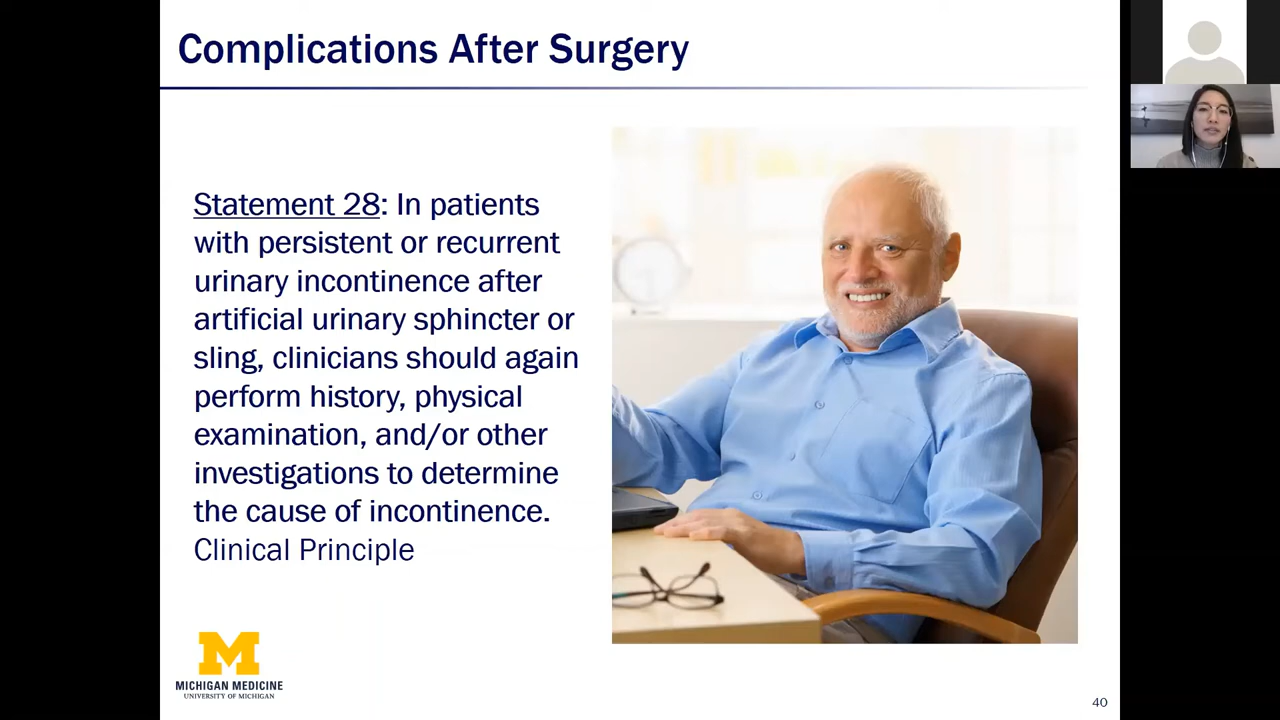 Complications After Surgery
Statement 28: In patients
with persistent or recurrent
urinary incontinence after
artificial urinary sphincter or
sling, clinicians should again
perform history, physical
examination, and/or other
investigations to determine
the cause of incontinence.
Clinical Principle
M
MICHIGAN MEDICINE
UNIVERSITY OF MICHIGAN
40